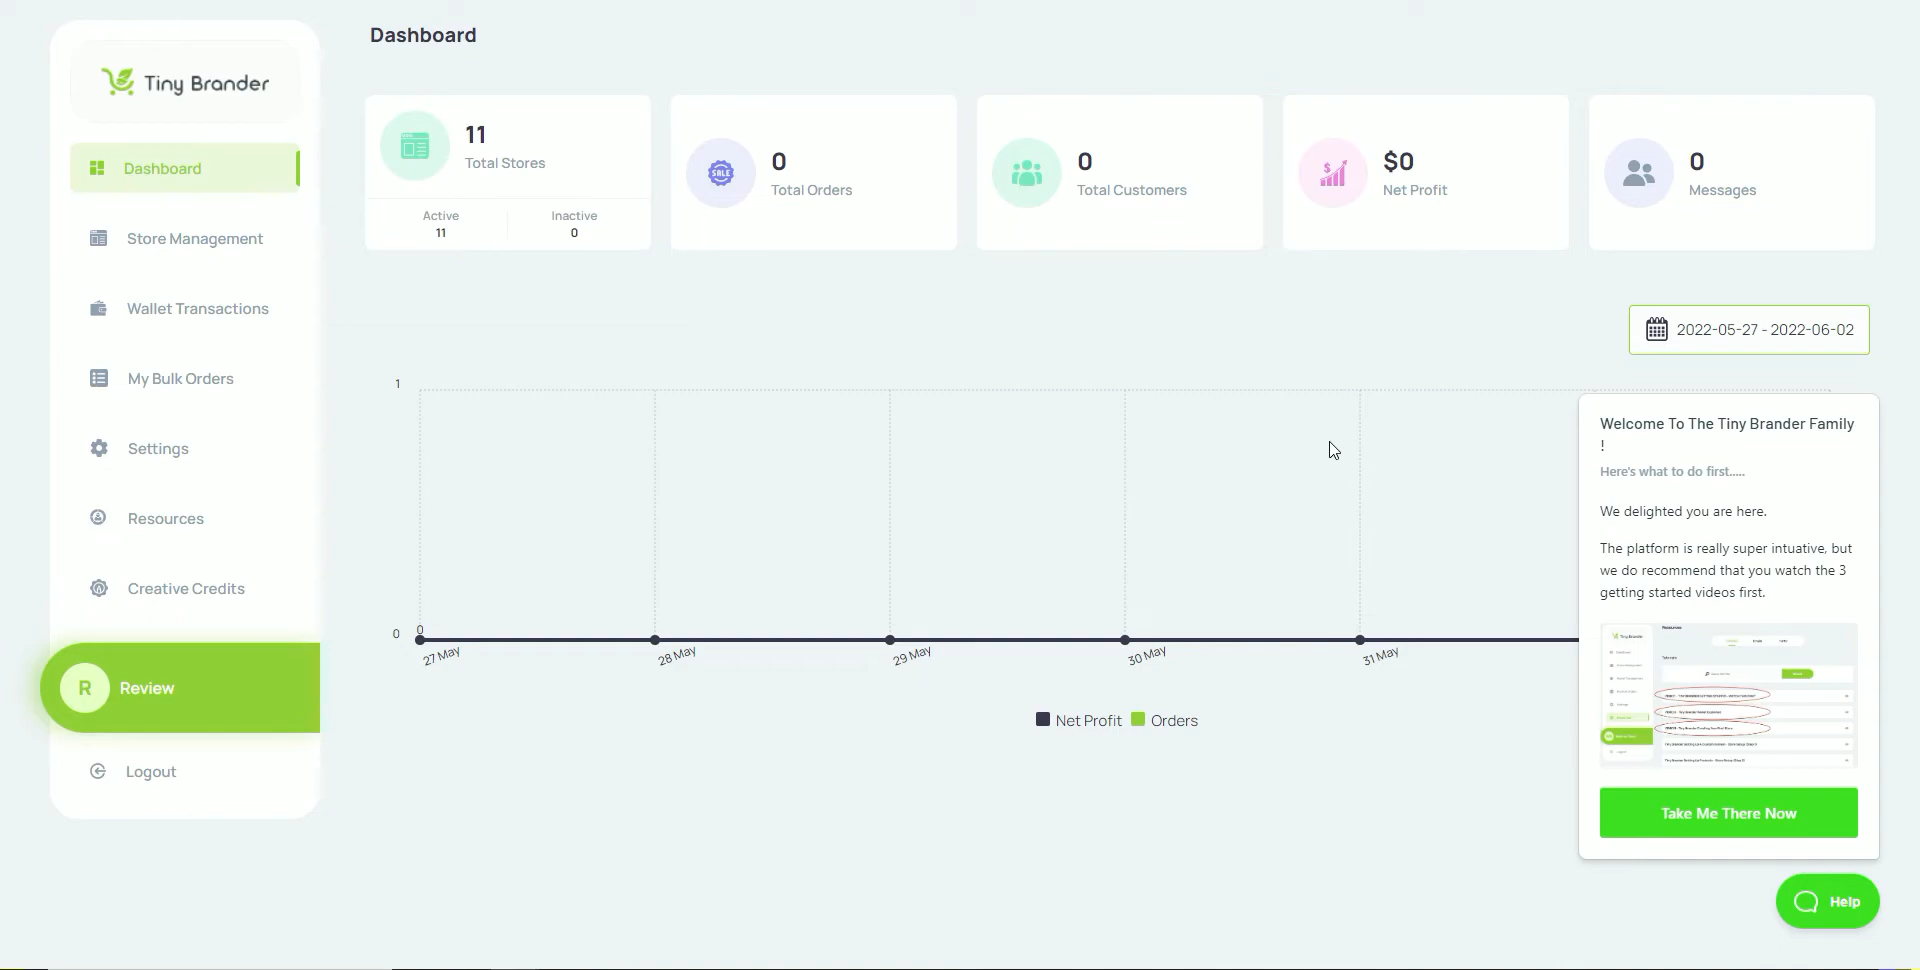 Tiny Brander
Dashboard
Store Management
Wallet Transactions
My Bulk Orders
Settings
Resources
Creative Credits
R Review
Logout
Dashboard
11
Total Stores
Active
11
Inactive
0
0
Total Orders
SALE
0
Total Customers
$0
Net Profit
0
Messages
2022-05-27 - 2022-06-02
1
0
0
27 May
28 May
29 May
30 May
31 May
Net Profit
Orders
Welcome To The Tiny Brander Family
!
Here's what to do first.....
We delighted you are here.
The platform is really super intuative, but
we do recommend that you watch the 3
getting started videos first.
Take Me There Now
Help